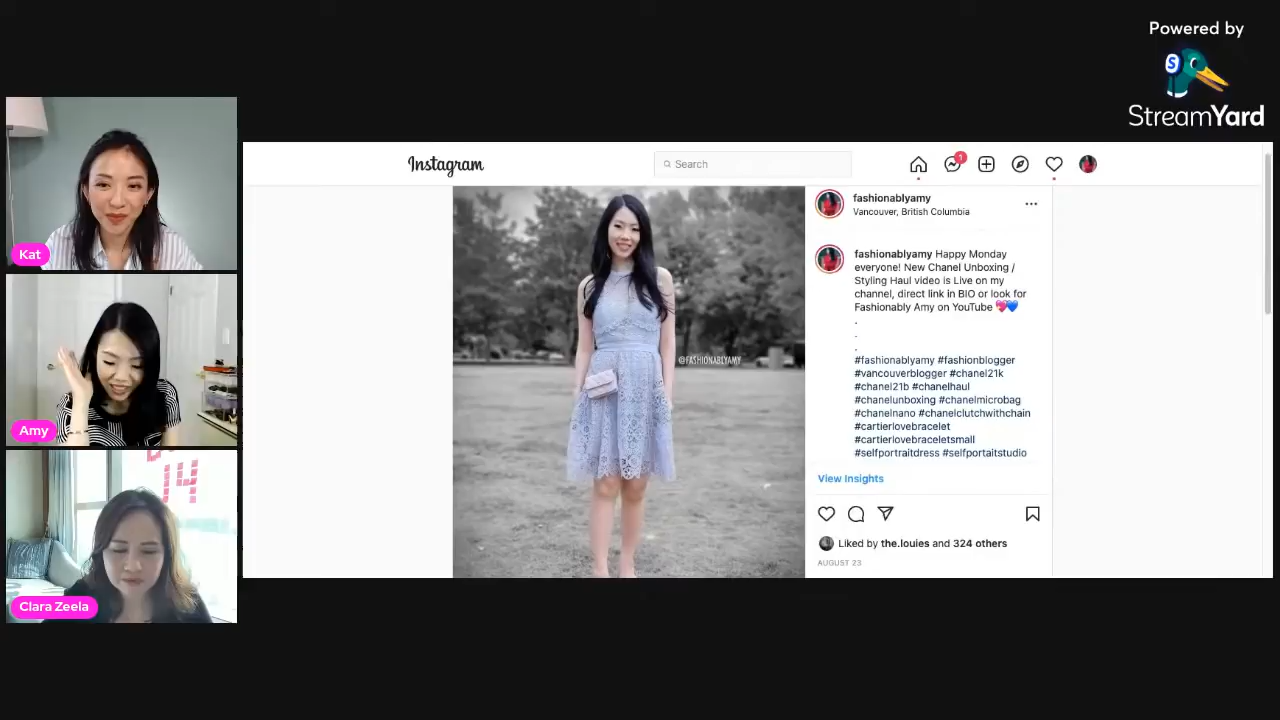 Powered by
S
StreamYard
Kat
Amy
Clara Zeela
Instagram
Search
1
@FASHIONABLYAMY
fashionablyamy
Vancouver, British Columbia
fashionablyamy Happy Monday
everyone! New Chanel Unboxing /
Styling Haul video is Live on my
channel, direct link in BIO or look for
Fashionably Amy on YouTube 💖💙
.
.
.
#fashionablyamy #fashionblogger
#vancouverblogger #chanel21k
#chanel21b #chanelhaul
#chanelunboxing #chanelmicrobag
#chanelnano #chanelclutchwithchain
#cartierlovebracelet
#cartierlovebraceletsmall
#selfportraitdress #selfportaitstudio
View Insights
Liked by the.louies and 324 others
AUGUST 23